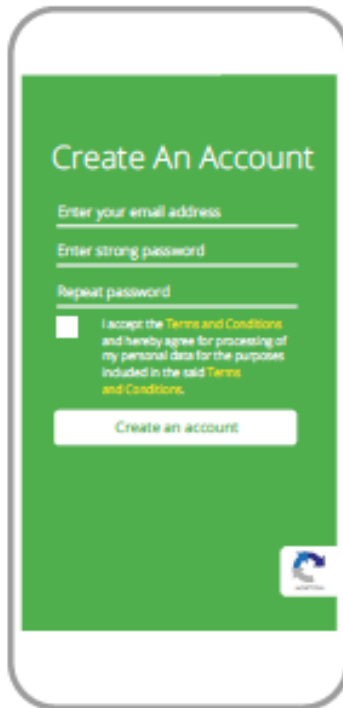 Create An Account
Enter your email address
Enter strong password
Repeat password
I accept the Terms and Conditions
and hereby agree for processing of
my personal data for the purposes
included in the said Terms
and Conditions.
Create an account